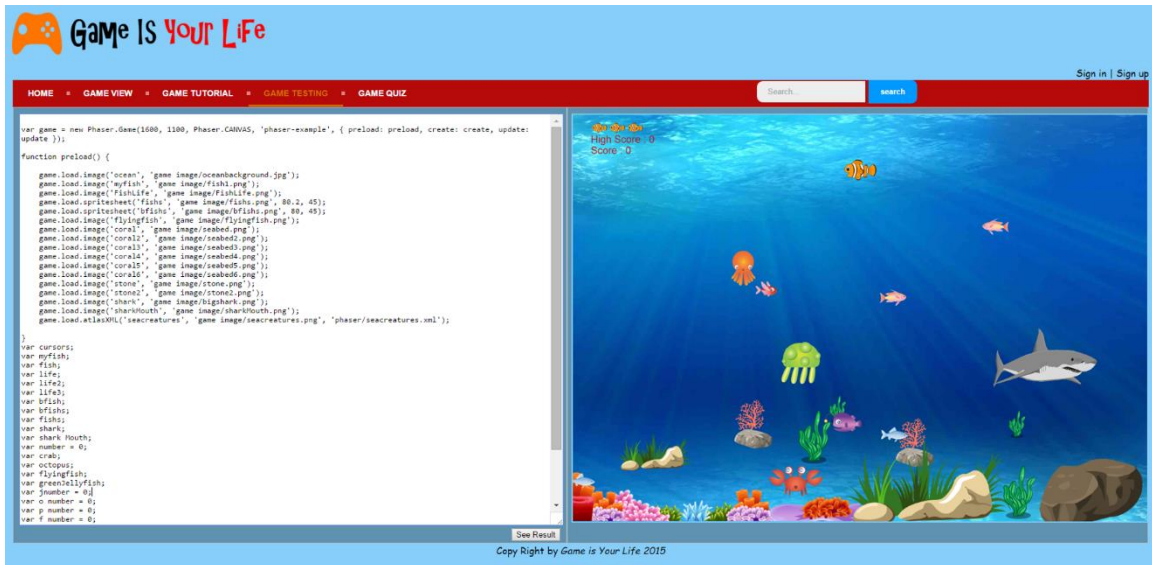 Game Is Your Life
Sign in | Sign up
HOME GAME VIEW GAME TUTORIAL GAME TESTING GAME QUIZ
Search... search
var game = new Phaser.Game(1600, 1100, Phaser.CANVAS, 'phaser-example', { preload: preload, create: create, update:
update });
function preload() {
game.load.image('ocean', 'game image/oceanbackground.jpg');
game.load.image('myfish', 'game image/fish1.png');
game.load.image('FishLife', 'game image/FishLife.png');
game.load.spritesheet('fishs', 'game image/fishs.png', 80.2, 45);
game.load.spritesheet('bfishs', 'game image/bfishs.png', 80, 45);
game.load.image('flyingfish', 'game image/flyingfish.png');
game.load.image('coral', 'game image/seabed.png');
game.load.image('coral2', 'game image/seabed2.png');
game.load.image('coral3', 'game image/seabed3.png');
game.load.image('coral4', 'game image/seabed4.png');
game.load.image('coral5', 'game image/seabed5.png');
game.load.image('coral6', 'game image/seabed6.png');
game.load.image('stone', 'game image/stone.png');
game.load.image('stone2', 'game image/stone2.png');
game.load.image('shark', 'game image/bigshark.png');
game.load.image('sharkMouth', 'game image/sharkMouth.png');
game.load.atlasXML('seacreatures', 'game image/seacreatures.png', 'phaser/seacreatures.xml');
}
var cursors;
var myfish;
var fish;
var life;
var life2;
var life3;
var bfish;
var bfishs;
var fishs;
var shark;
var shark Mouth;
var number = 0;
var crab;
var octopus;
var flyingfish;
var greenJellyfish;
var jnumber = 0;
var o number = 0;
var p number = 0;
var f number = 0;
See Result
High Score : 0
Score : 0
Copy Right by Game is Your Life 2015